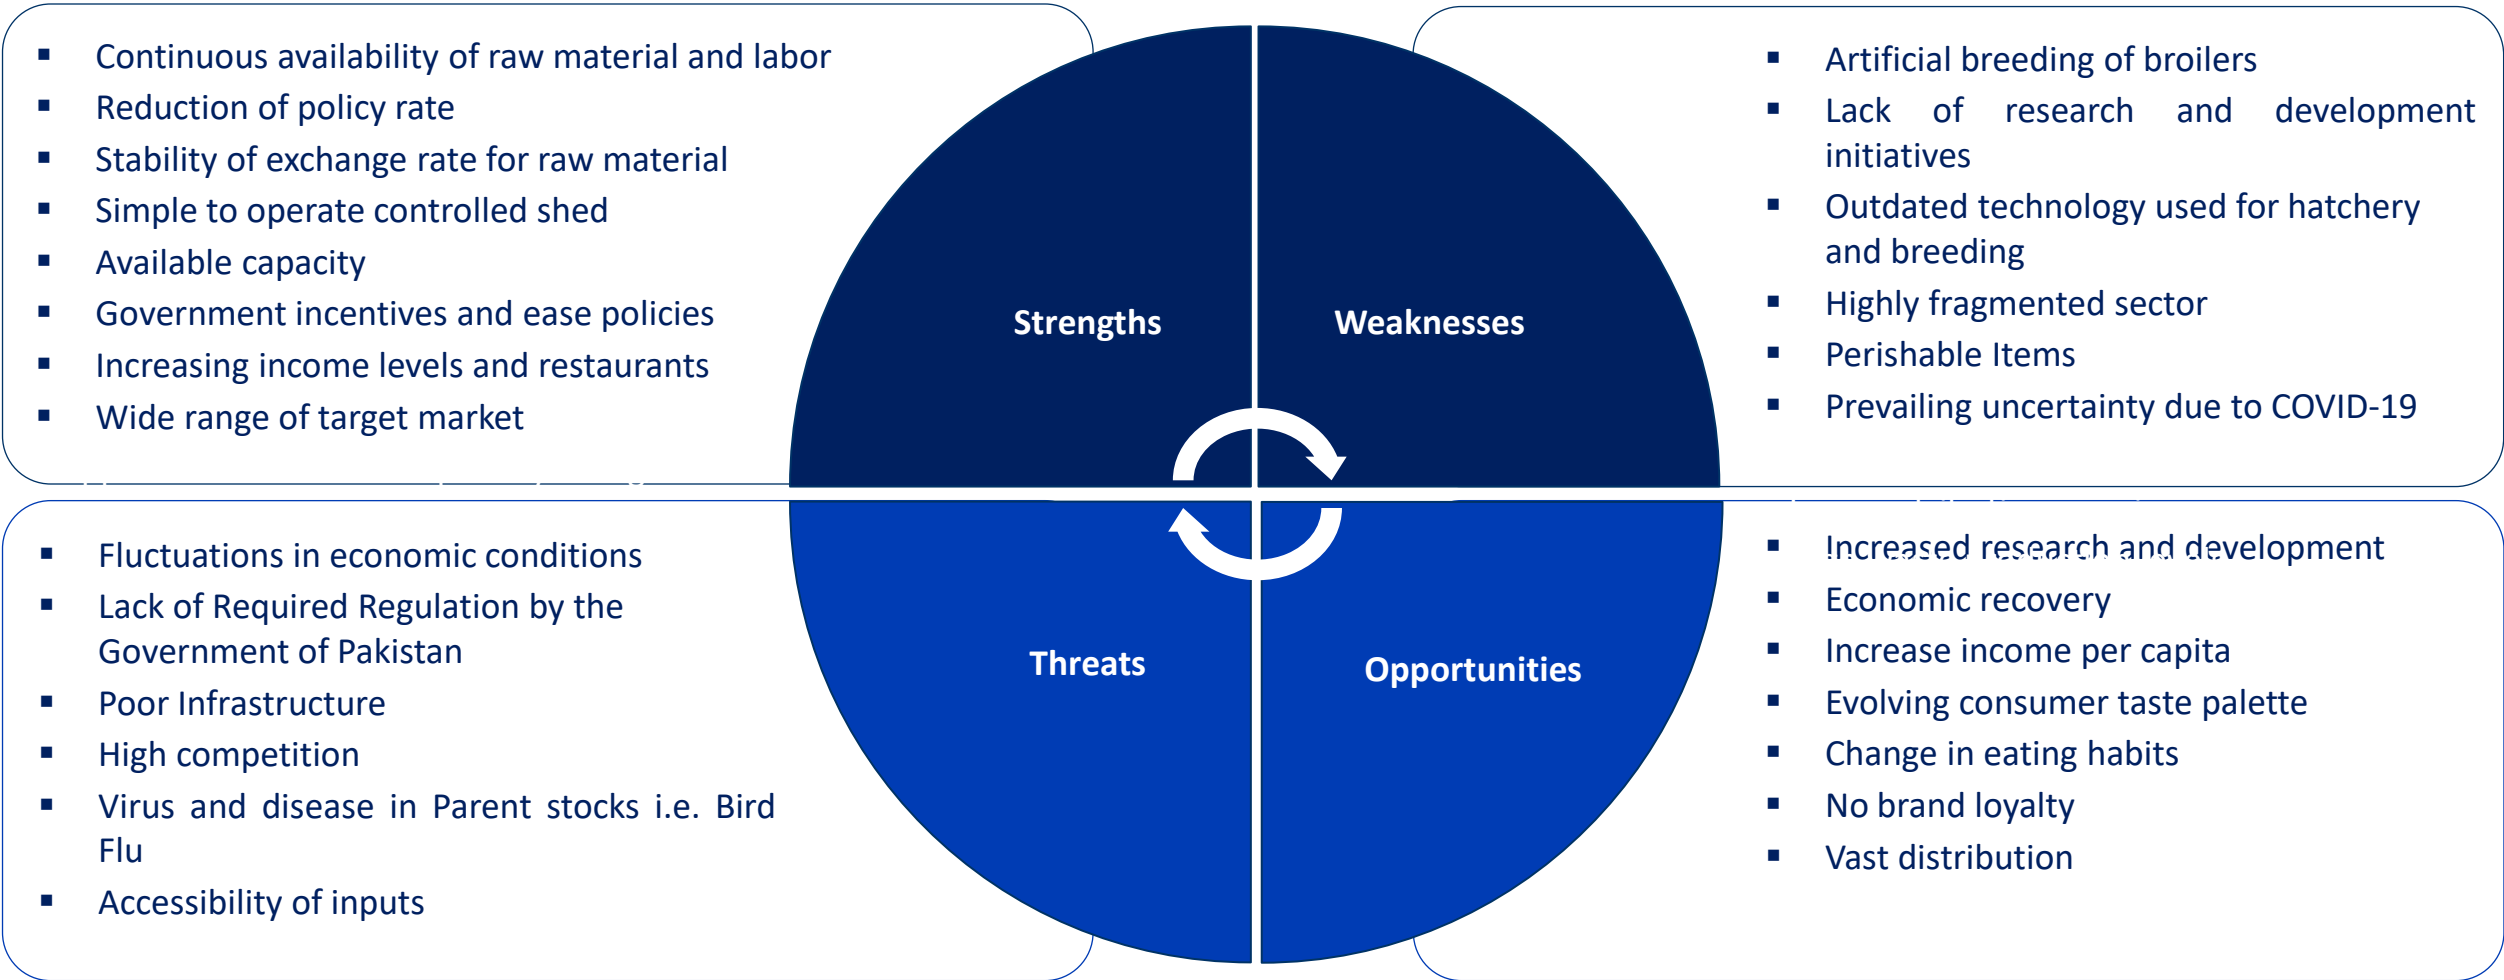 ▪ Continuous availability of raw material and labor
▪ Reduction of policy rate
▪ Stability of exchange rate for raw material
▪ Simple to operate controlled shed
▪ Available capacity
▪ Government incentives and ease policies
▪ Increasing income levels and restaurants
▪ Wide range of target market
Strengths
Weaknesses
▪ Artificial breeding of broilers
▪ Lack of research and development
initiatives
▪ Outdated technology used for hatchery
and breeding
▪ Highly fragmented sector
▪ Perishable Items
▪ Prevailing uncertainty due to COVID-19
▪ Fluctuations in economic conditions
▪ Lack of Required Regulation by the
Government of Pakistan
▪ Poor Infrastructure
▪ High competition
▪ Virus and disease in Parent stocks i.e. Bird
Flu
▪ Accessibility of inputs
Threats
Opportunities
▪ Increased research and development
▪ Economic recovery
▪ Increase income per capita
▪ Evolving consumer taste palette
▪ Change in eating habits
▪ No brand loyalty
▪ Vast distribution